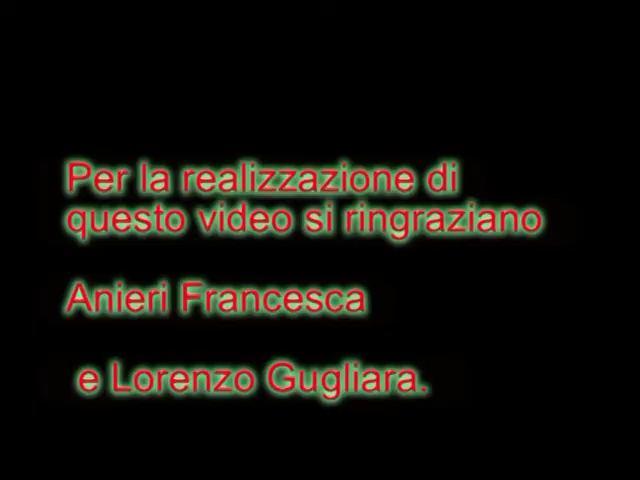 Per la realizzazione di
questo video si ringraziano
Anieri Francesca
e Lorenzo Gugliara.